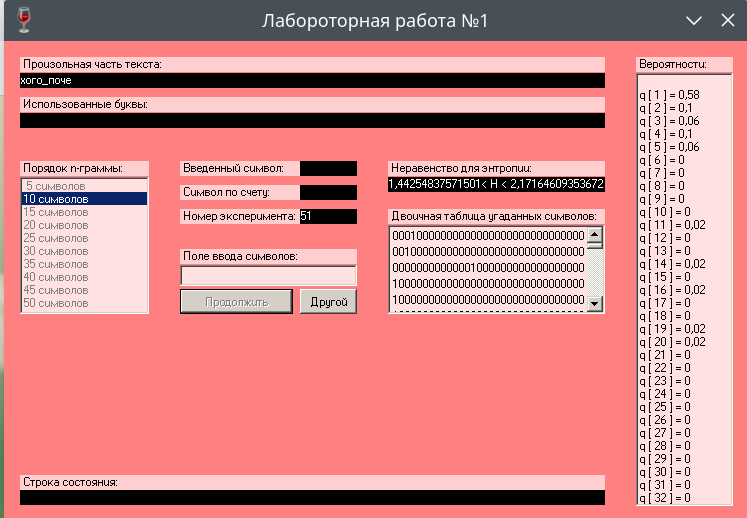 Лабороторная работа №1
Произольная часть текста:
хого_поче
Использованные буквы:
Порядок n-граммы:
5 символов
10 символов
15 символов
20 символов
25 символов
30 символов
35 символов
40 символов
45 символов
50 символов
Введенный символ:
Символ по счету:
Номер эксперимента: 51
Поле ввода символов:
Продолжить
Другой
Неравенство для энтропии:
1,44254837571501< H < 2,17164609353672
Двоичная таблица угаданных символов:
00010000000000000000000000000000
00100000000000000000000000000000
00000000000001000000000000000000
10000000000000000000000000000000
10000000000000000000000000000000
Строка состояния:
Вероятности:
q [ 1 ] = 0,58
q [ 2 ] = 0,1
q [ 3 ] = 0,06
q [ 4 ] = 0,1
q [ 5 ] = 0,06
q [ 6 ] = 0
q [ 7 ] = 0
q [ 8 ] = 0
q [ 9 ] = 0
q [ 10 ] = 0
q [ 11 ] = 0,02
q [ 12 ] = 0
q [ 13 ] = 0
q [ 14 ] = 0,02
q [ 15 ] = 0
q [ 16 ] = 0,02
q [ 17 ] = 0
q [ 18 ] = 0
q [ 19 ] = 0,02
q [ 20 ] = 0,02
q [ 21 ] = 0
q [ 22 ] = 0
q [ 23 ] = 0
q [ 24 ] = 0
q [ 25 ] = 0
q [ 26 ] = 0
q [ 27 ] = 0
q [ 28 ] = 0
q [ 29 ] = 0
q [ 30 ] = 0
q [ 31 ] = 0
q [ 32 ] = 0